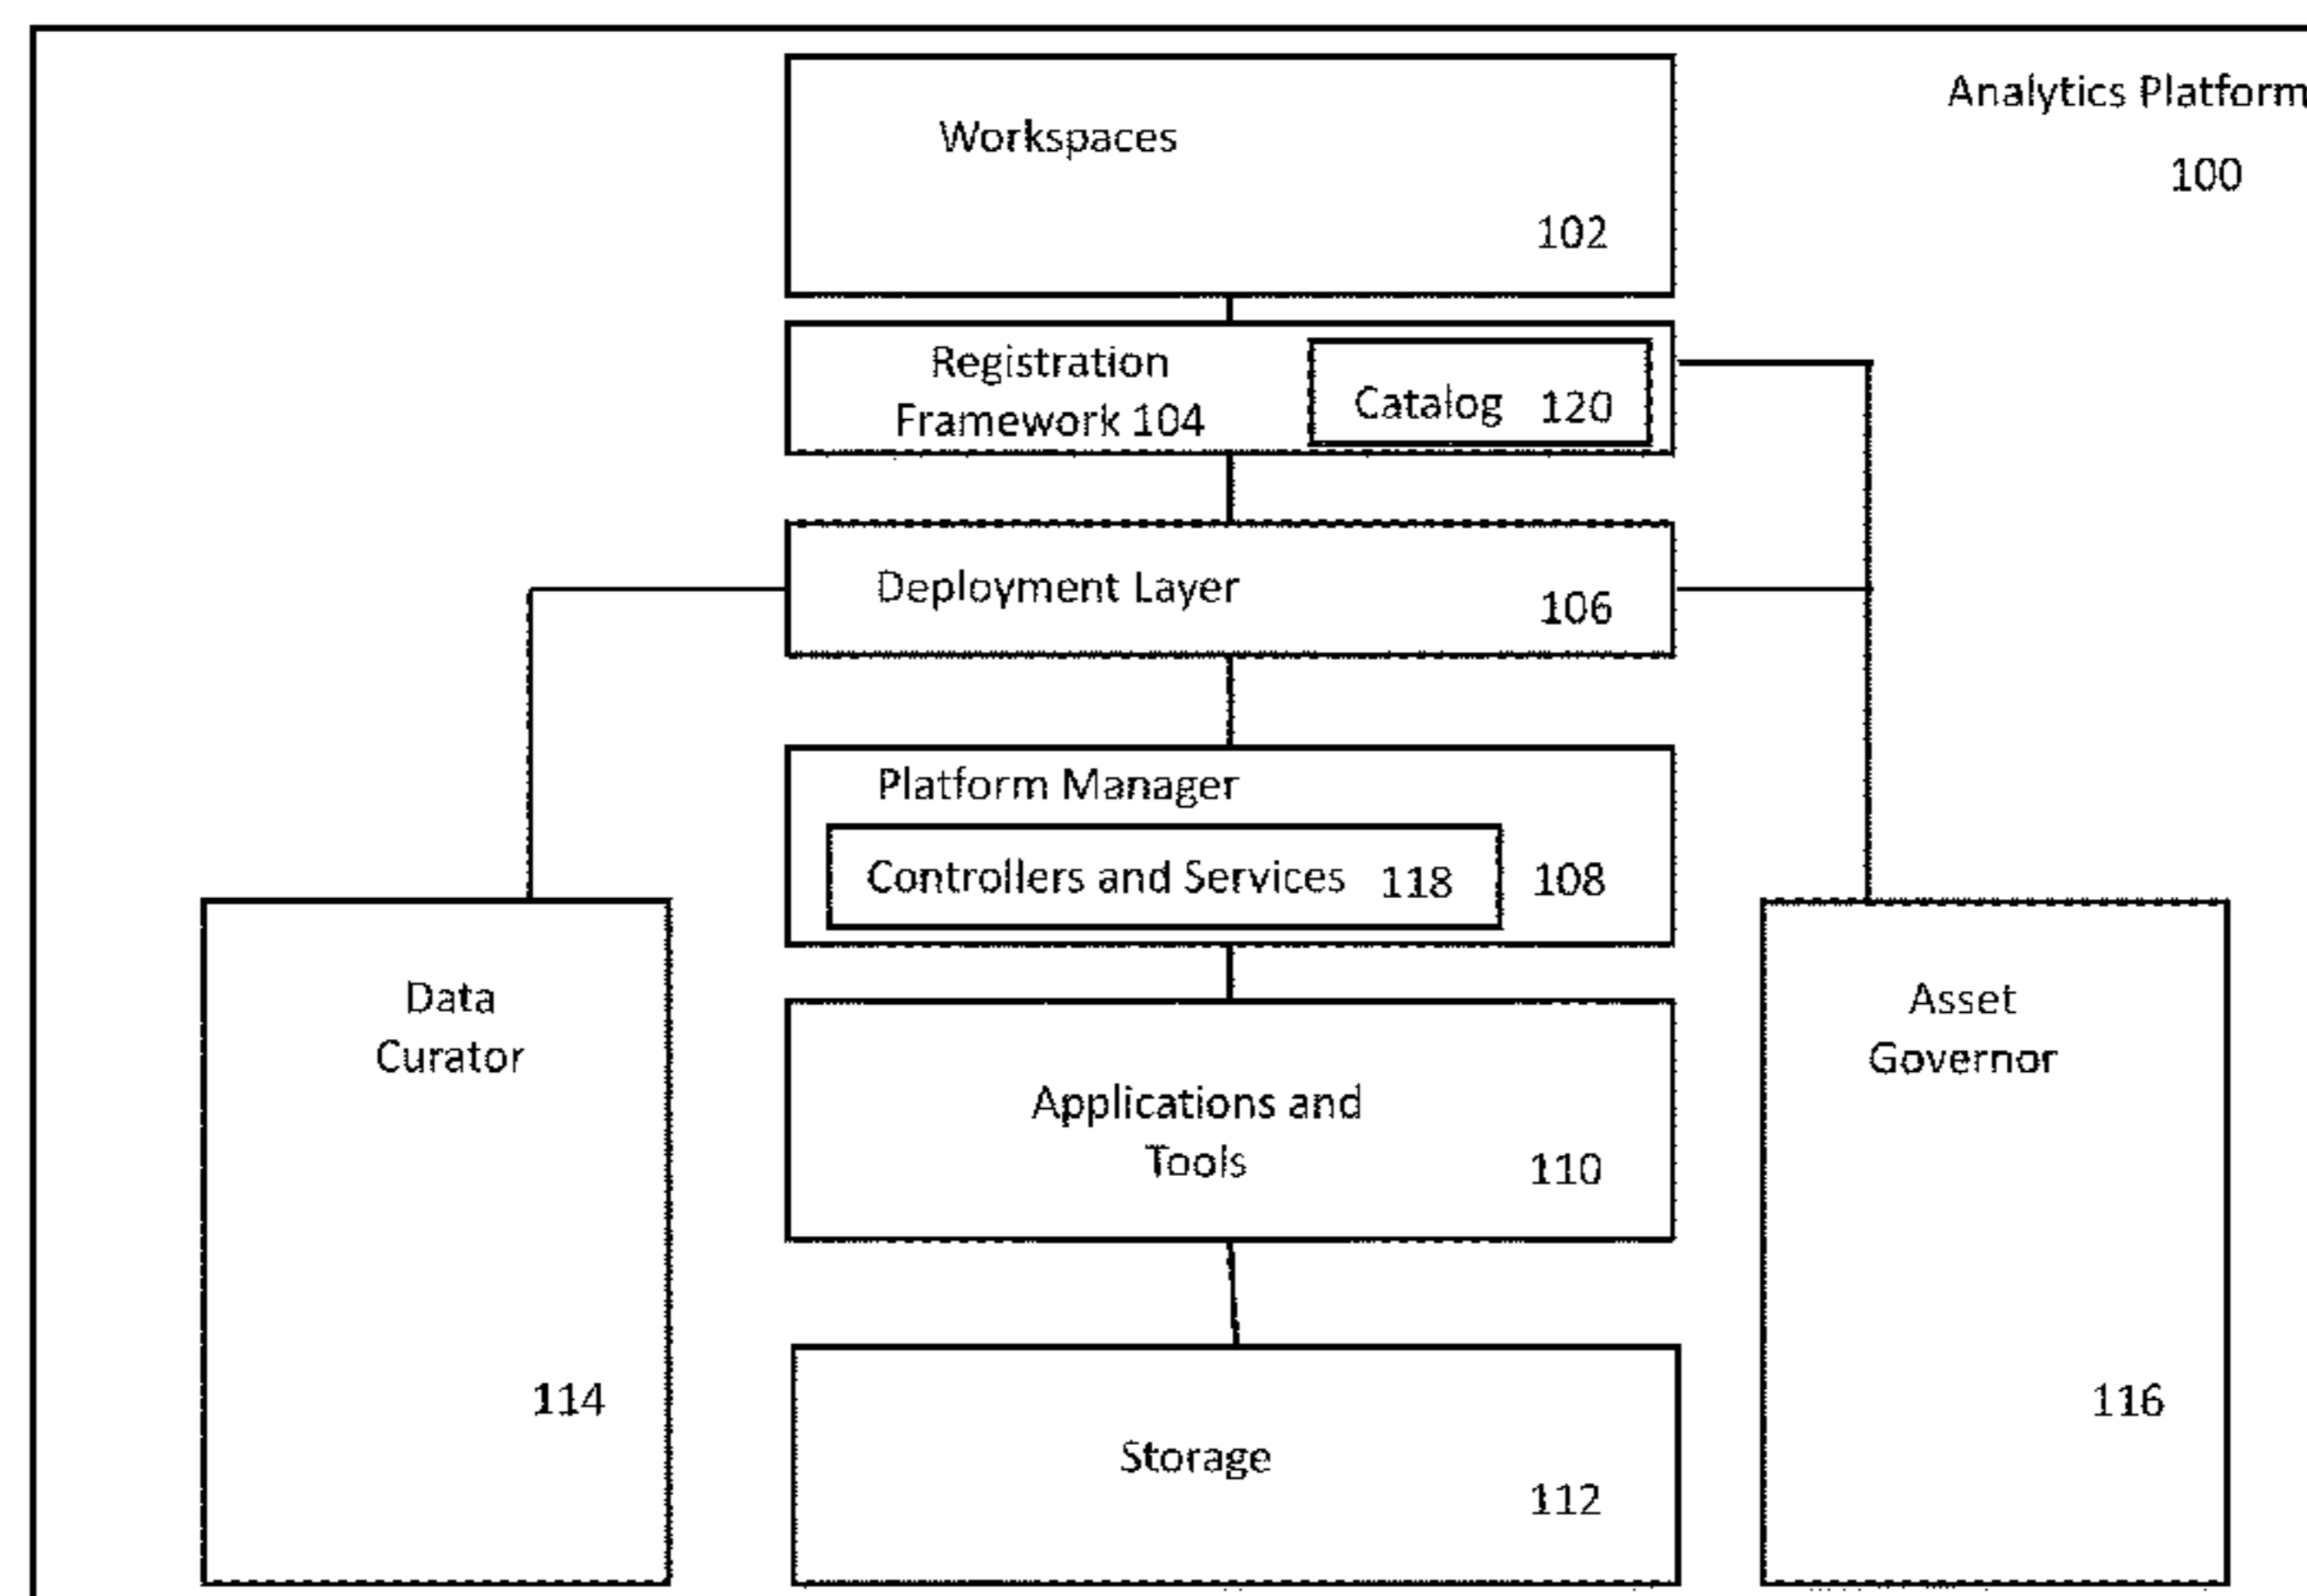 Analytics Platform
100
Workspaces
102
Registration
Framework 104
Catalog 120
Deployment Layer
106
Platform Manager
Controllers and Services 118
108
Data
Curator
114
Applications and
Tools
110
Asset
Governor
116
Storage
112